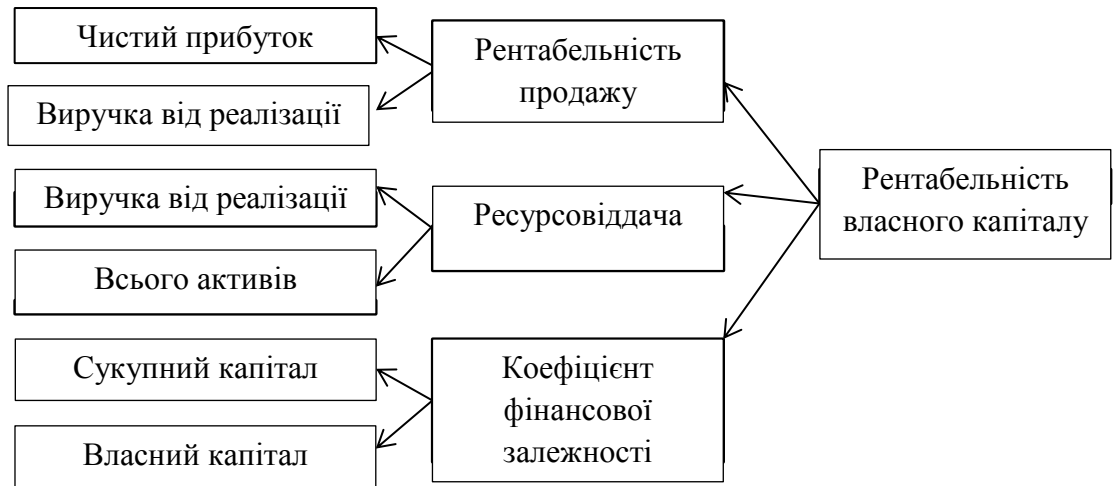 Чистий прибуток
Виручка від реалізації
Виручка від реалізації
Всього активів
Сукупний капітал
Власний капітал
Рентабельність
продажу
Ресурсовіддача
Коефіцієнт
фінансової
залежності
Рентабельність
власного капіталу